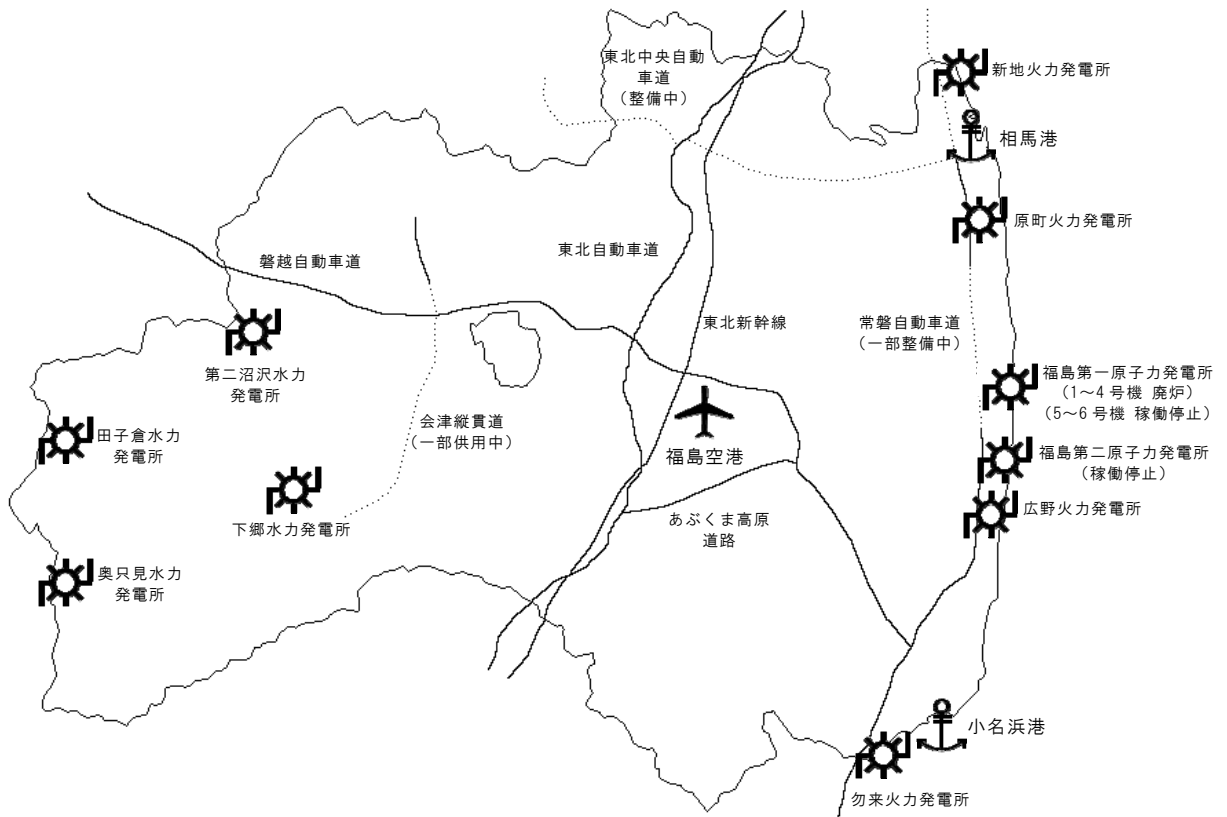 東北中央自動
車道
（整備中）
新地火力発電所
相馬港
原町火力発電所
磐越自動車道
東北自動車道
東北新幹線
常磐自動車道
（一部整備中）
第二沼沢水力
発電所
福島第一原子力発電所
（1～4号機 廃炉）
（5～6号機 稼働停止）
会津縦貫道
（一部供用中）
田子倉水力
発電所
福島空港
福島第二原子力発電所
（稼働停止）
下郷水力発電所
あぶくま高原
道路
広野火力発電所
奥只見水力
発電所
小名浜港
勿来火力発電所